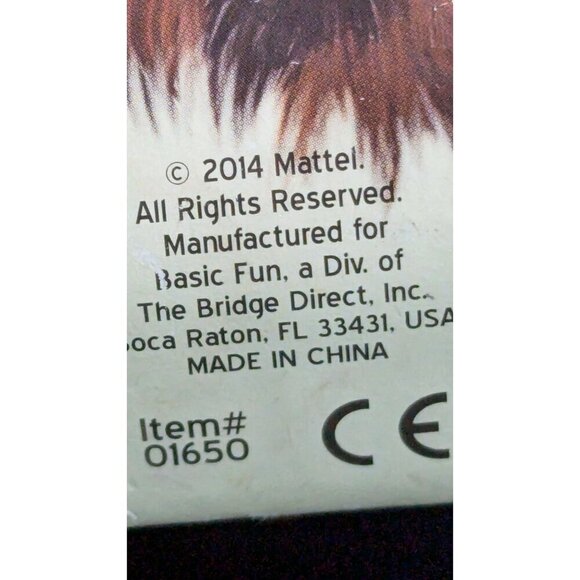 © 2014 Mattel.
All Rights Reserved.
Manufactured for
Basic Fun, a Div. of
The Bridge Direct, Inc.
oca Raton, FL 33431, USA
MADE IN CHINA
Item#
01650
CE